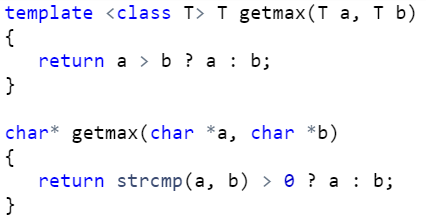 template <class T> T getmax(T a, T b)
{
   return a > b ? a : b;
}

char* getmax(char *a, char *b)
{
   return strcmp(a, b) > 0 ? a : b;
}